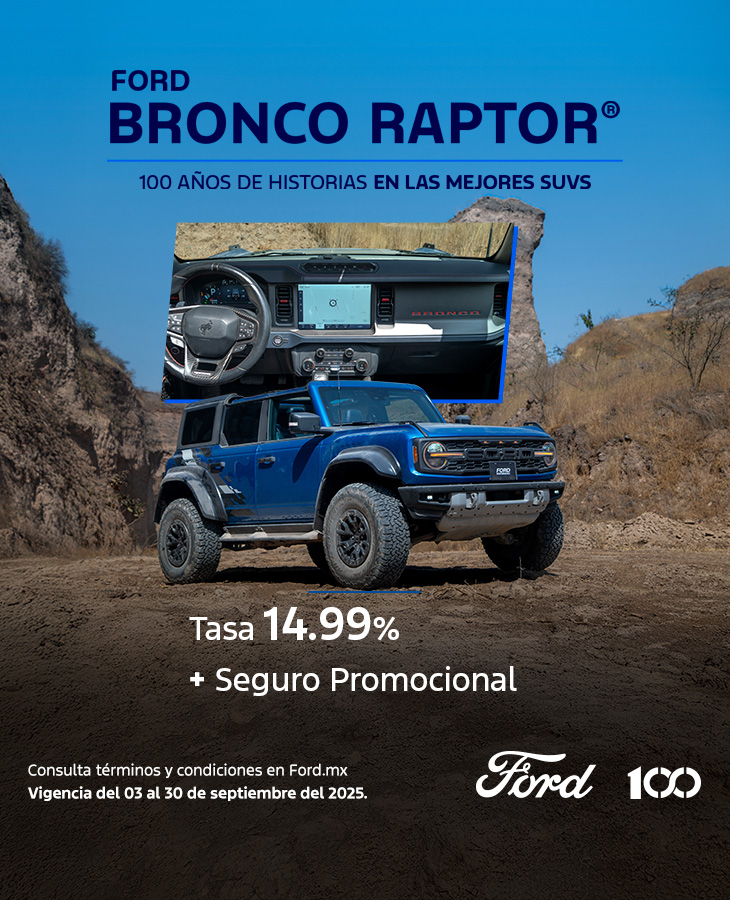 FORD
BRONCO RAPTOR®
100 AÑOS DE HISTORIAS EN LAS MEJORES SUVS
BRONCO
FORD
Tasa 14.99%
+ Seguro Promocional
Consulta términos y condiciones en Ford.mx
Vigencia del 03 al 30 de septiembre del 2025.
Ford 100